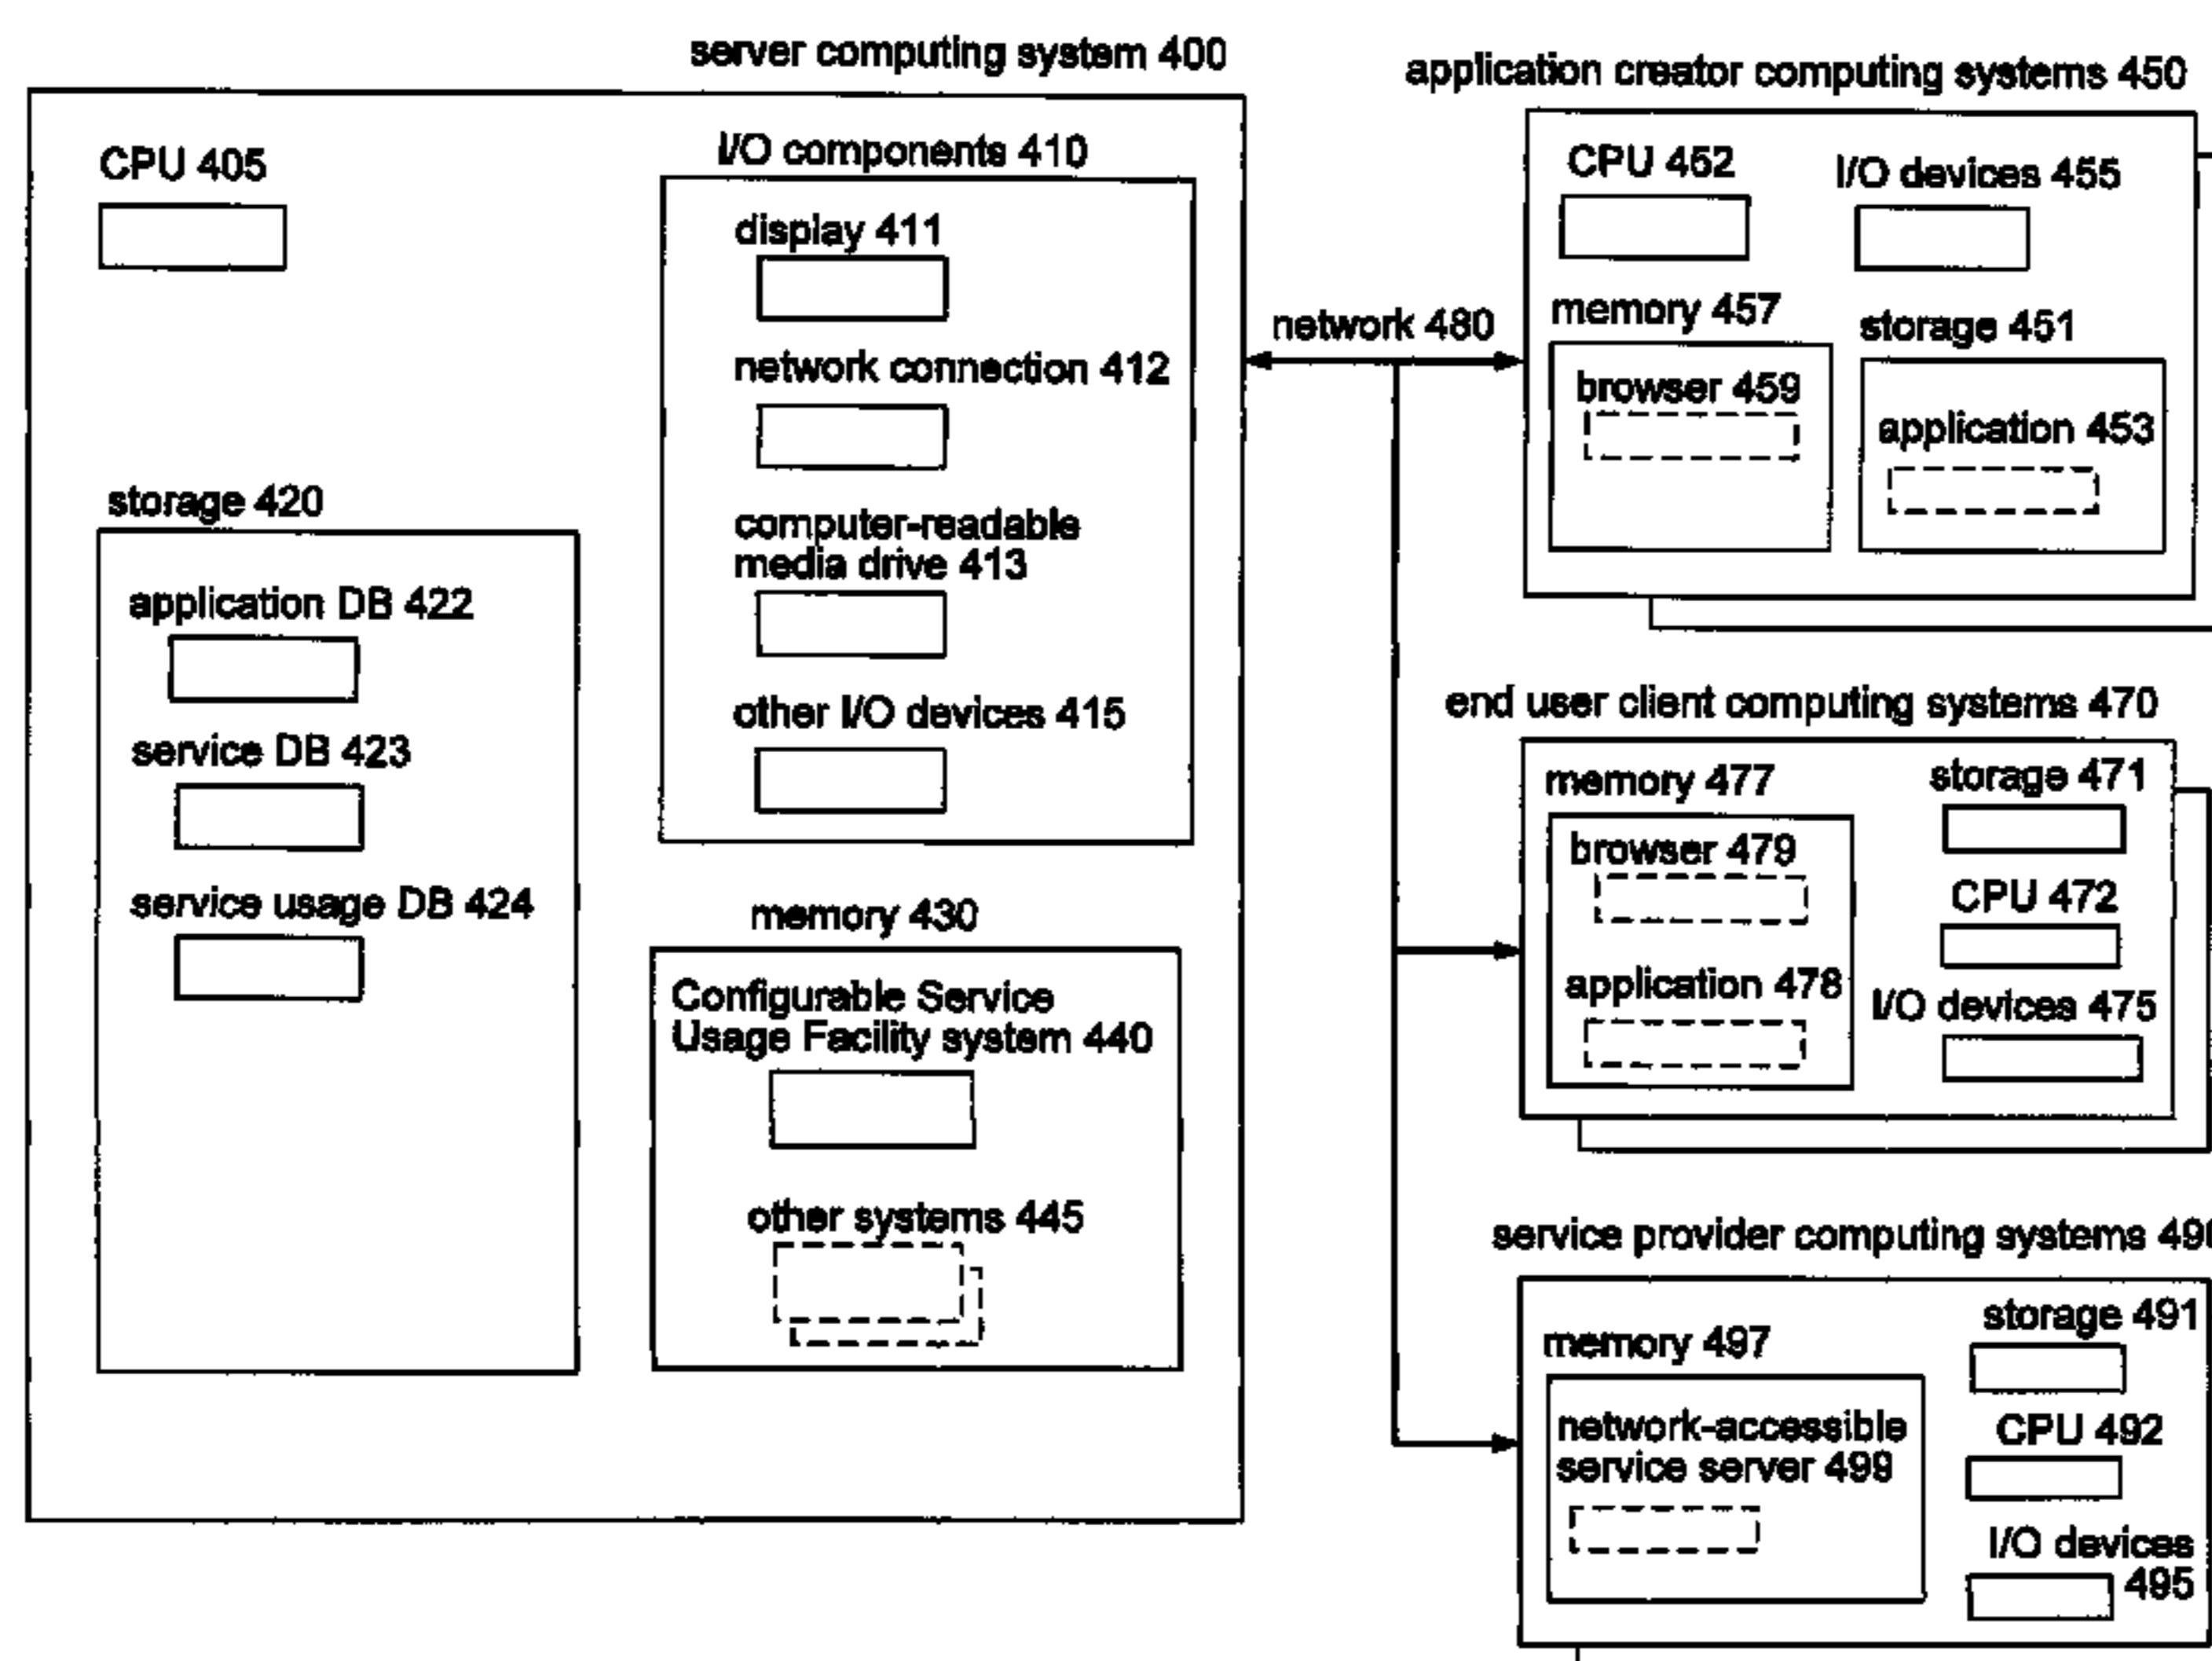 server computing system 400
CPU 405
I/O components 410
display 411
network connection 412
computer-readable
media drive 413
other I/O devices 415
storage 420
application DB 422
service DB 423
service usage DB 424
memory 430
Configurable Service
Usage Facility system 440
other systems 445
network 480
application creator computing systems 450
CPU 452
I/O devices 455
memory 457
browser 459
storage 451
application 453
end user client computing systems 470
memory 477
browser 479
application 478
storage 471
CPU 472
I/O devices 475
service provider computing systems
memory 497
network-accessible
service server 499
storage 491
CPU 492
I/O devices
495